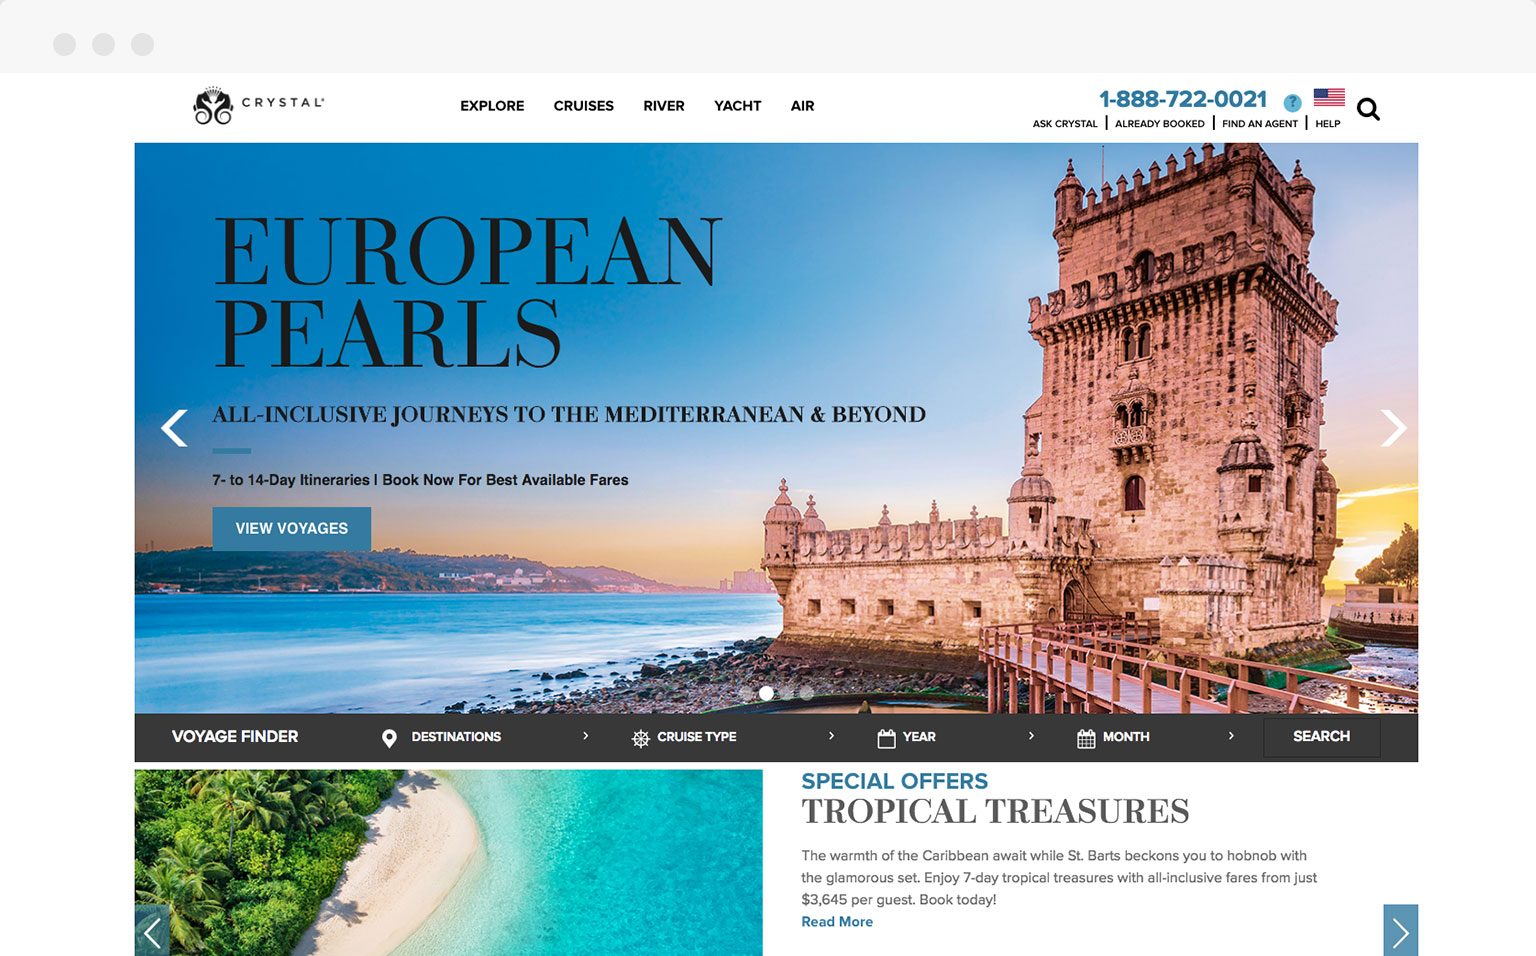 CRYSTAL®
EXPLORE CRUISES RIVER YACHT AIR
1-888-722-0021 ?
ASK CRYSTAL | ALREADY BOOKED | FIND AN AGENT | HELP
EUROPEAN
PEARLS
ALL-INCLUSIVE JOURNEYS TO THE MEDITERRANEAN & BEYOND
7- to 14-Day Itineraries | Book Now For Best Available Fares
VIEW VOYAGES
VOYAGE FINDER DESTINATIONS CRUISE TYPE YEAR MONTH SEARCH
SPECIAL OFFERS
TROPICAL TREASURES
The warmth of the Caribbean await while St. Barts beckons you to hobnob with
the glamorous set. Enjoy 7-day tropical treasures with all-inclusive fares from just
$3,645 per guest. Book today!
Read More